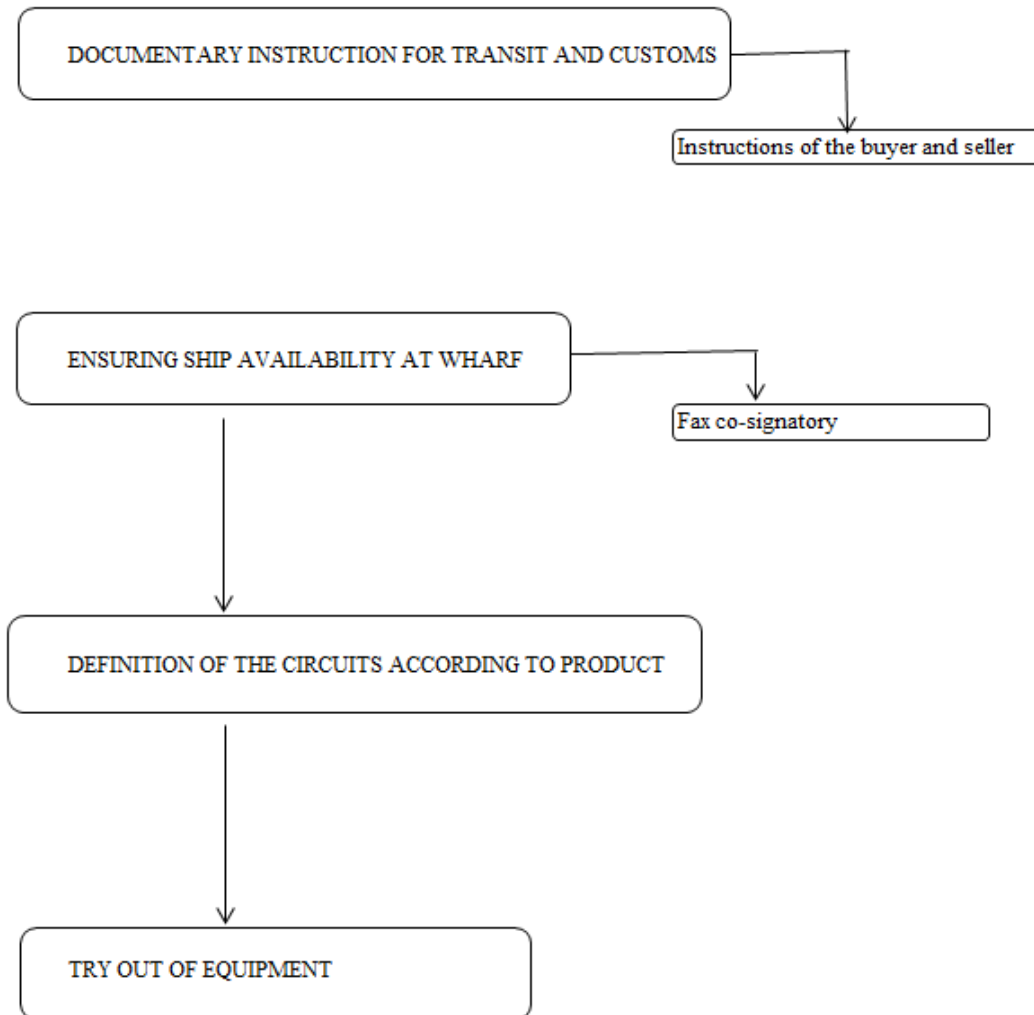 DOCUMENTARY INSTRUCTION FOR TRANSIT AND CUSTOMS
Instructions of the buyer and seller
ENSURING SHIP AVAILABILITY AT WHARF
Fax co-signatory
DEFINITION OF THE CIRCUITS ACCORDING TO PRODUCT
TRY OUT OF EQUIPMENT